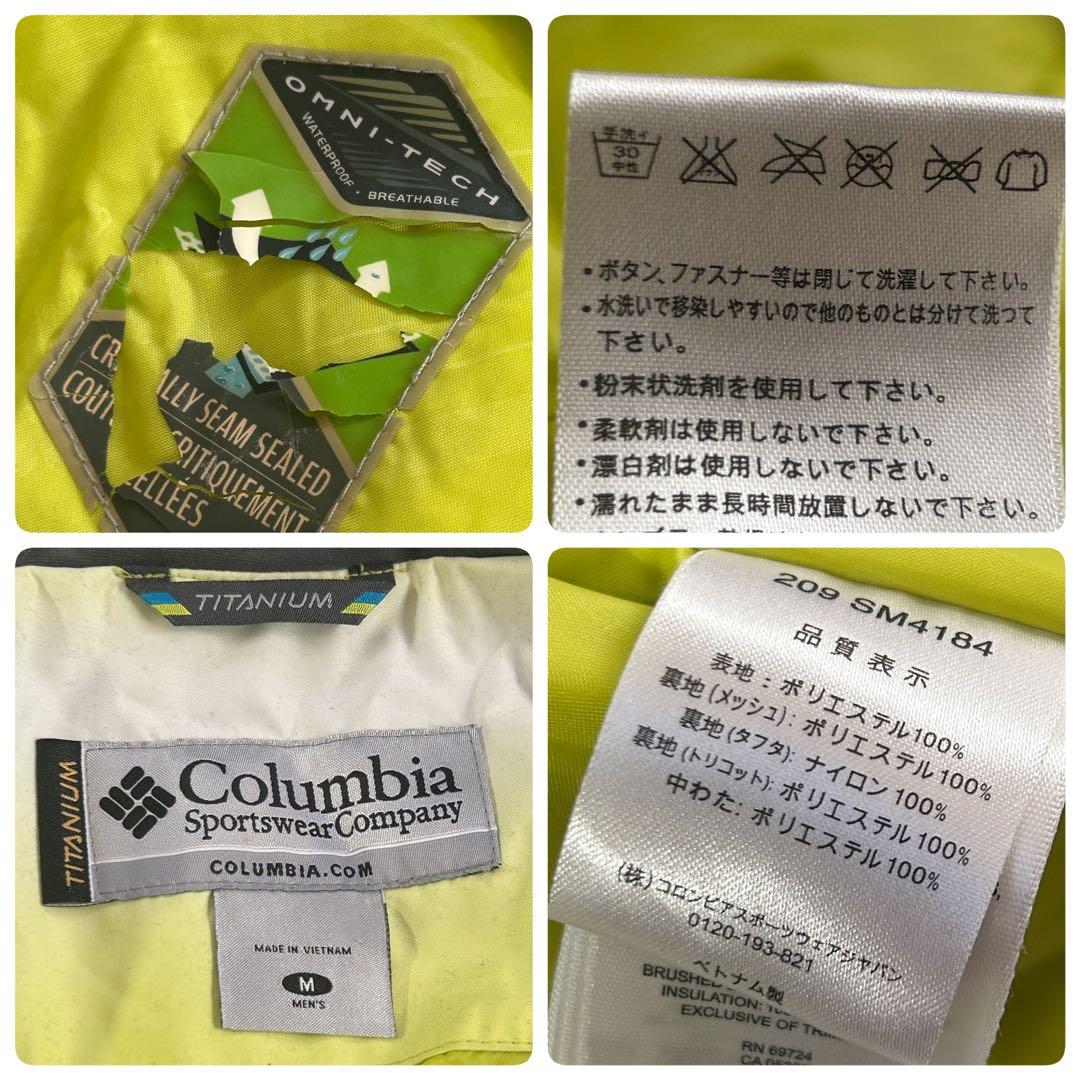 OMNI-TECH
WATERPROOF · BREATHABLE
ALLY SEAM SEALED
CRITIQUEMENT
手洗イ
30
中性
・ボタン、ファスナー等は閉じて洗濯して下さい。
・水洗いで移染しやすいので他のものとは分けて洗つて
下さい。
・粉末状洗剤を使用して下さい。
・柔軟剤は使用しないで下さい。
・漂白剤は使用しないで下さい。
・濡れたまま長時間放置しないで下さい。
TITANIUM
TITANIUM
Columbia
SportswearCompany
COLUMBIA.COM
MADE IN VIETNAM
M
MEN'S
209 SM4184
品質表示
表地：ポリエステル100%
裏地(メッシュ)：ポリエステル100%
裏地(タフタ)：ナイロン100%
裏地(トリコット)：ポリエステル100%
中わた：ポリエステル100%
(株)コロンビアスポーツウェアジャパン
0120-193-821
ベトナム製
BRUSHED
INSULATION:
EXCLUSIVE OF
RN 69724
CA